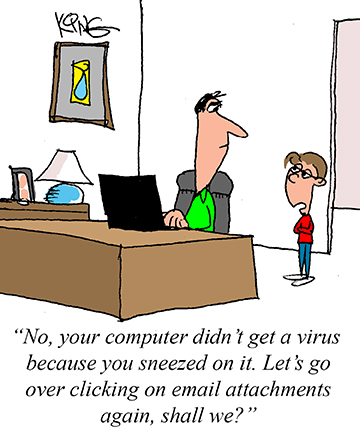 KING
“No, your computer didn’t get a virus
because you sneezed on it. Let’s go
over clicking on email attachments
again, shall we?”